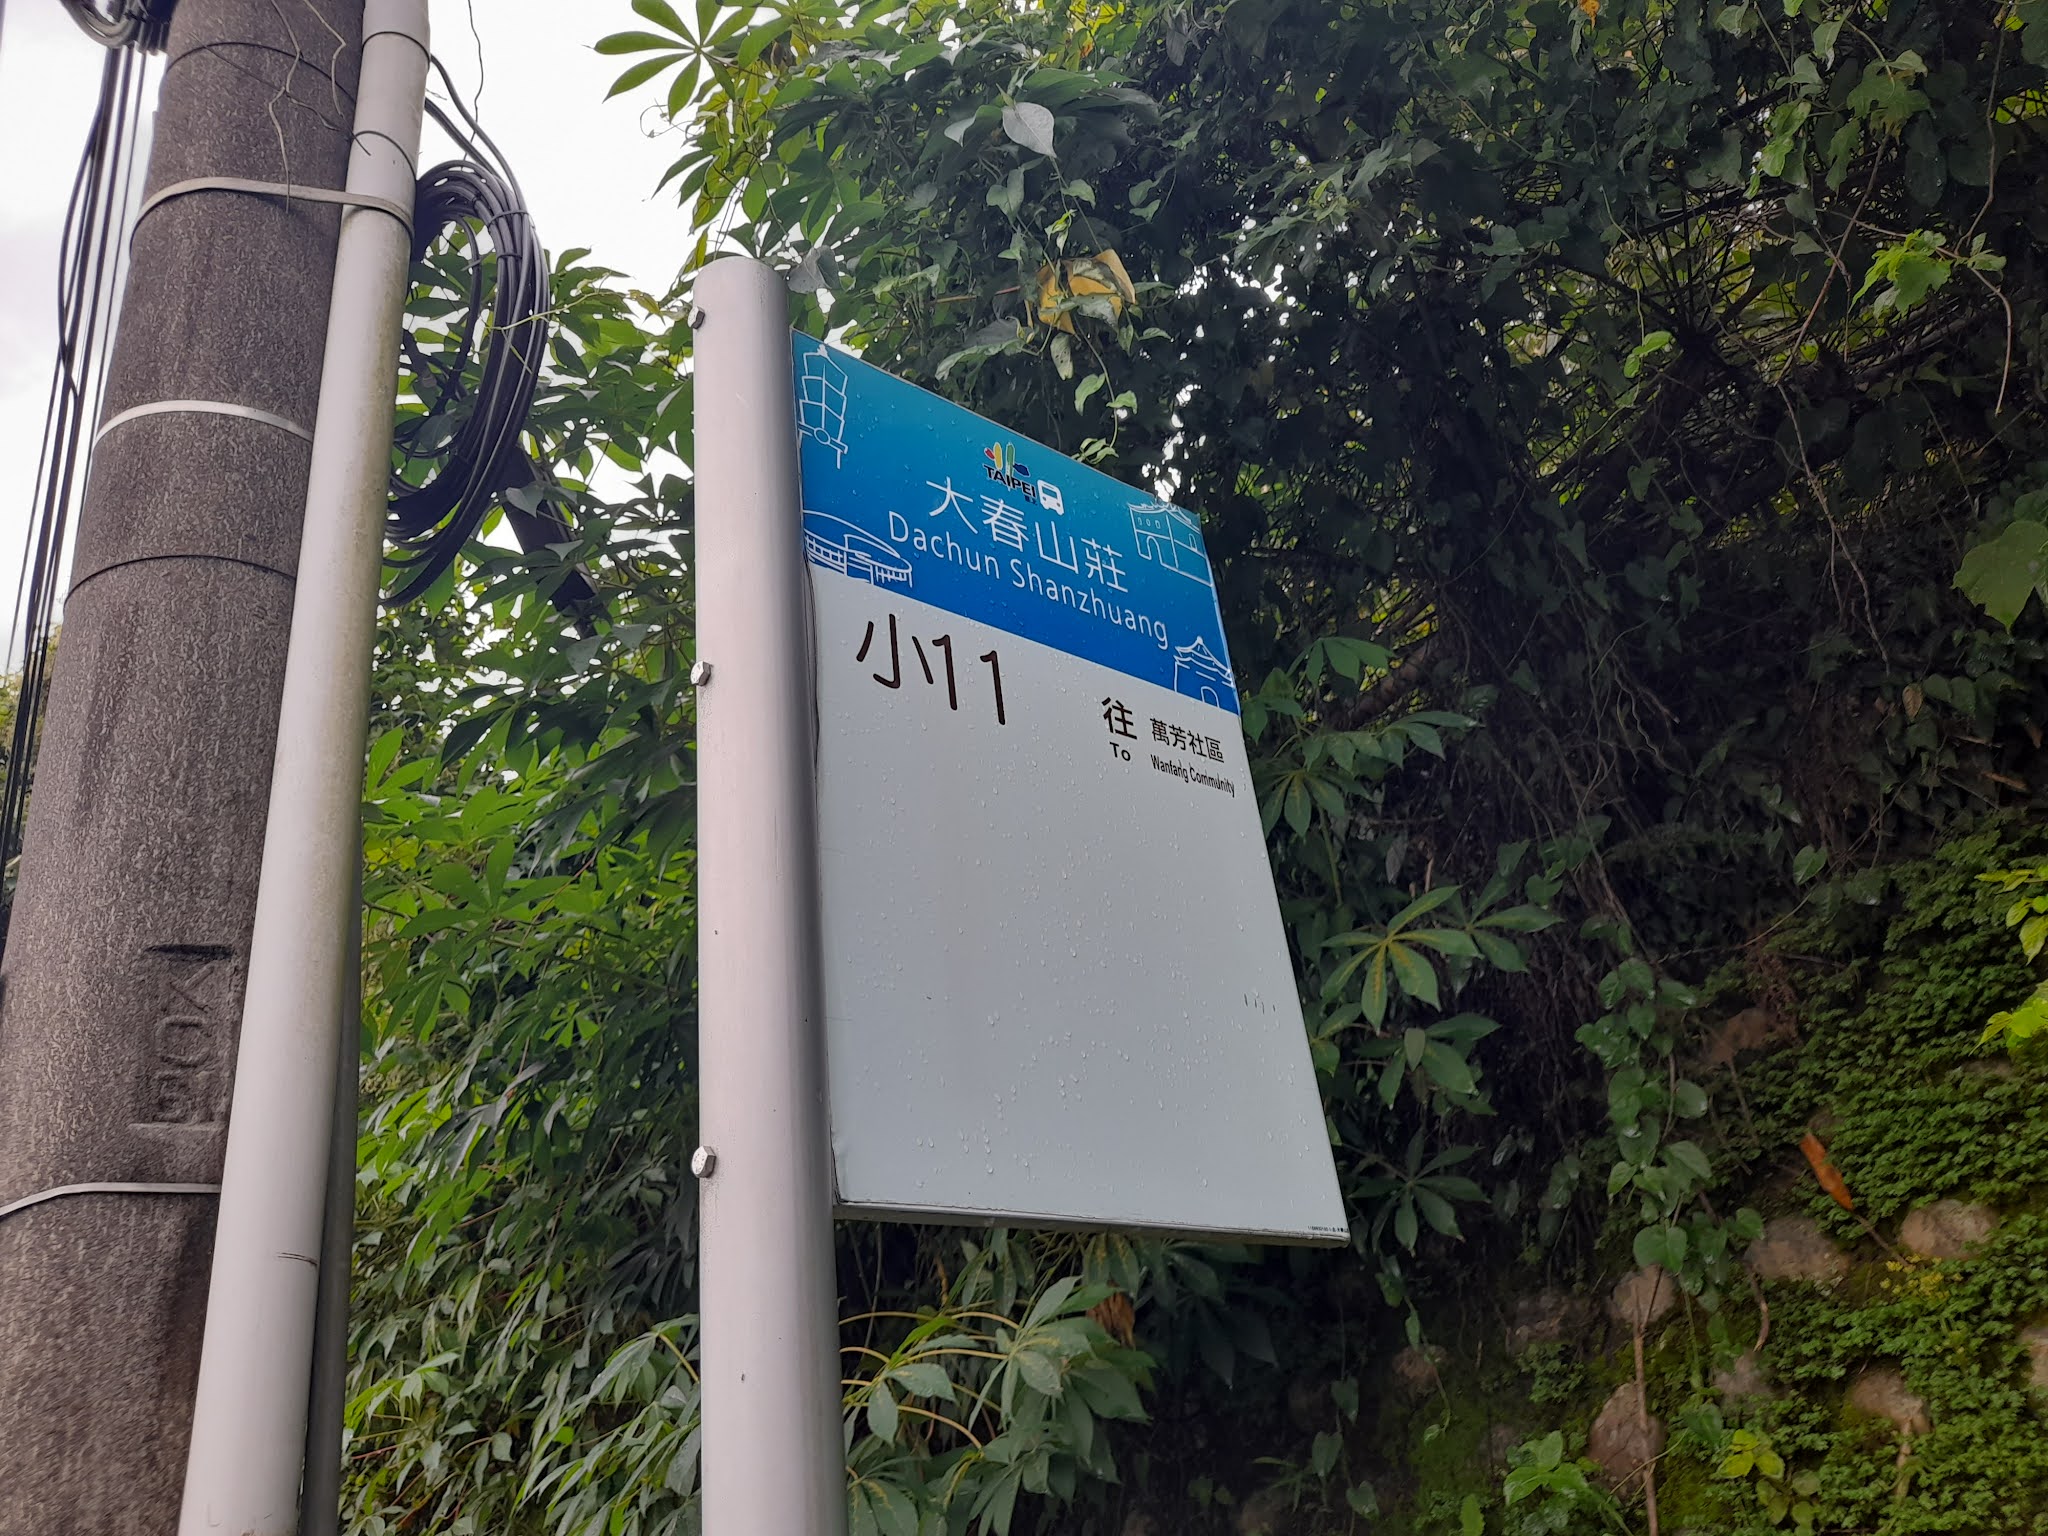 TAIPEI
大春山莊
Dachun Shanzhuang
小11
往 萬芳社區
To Wanfang Community